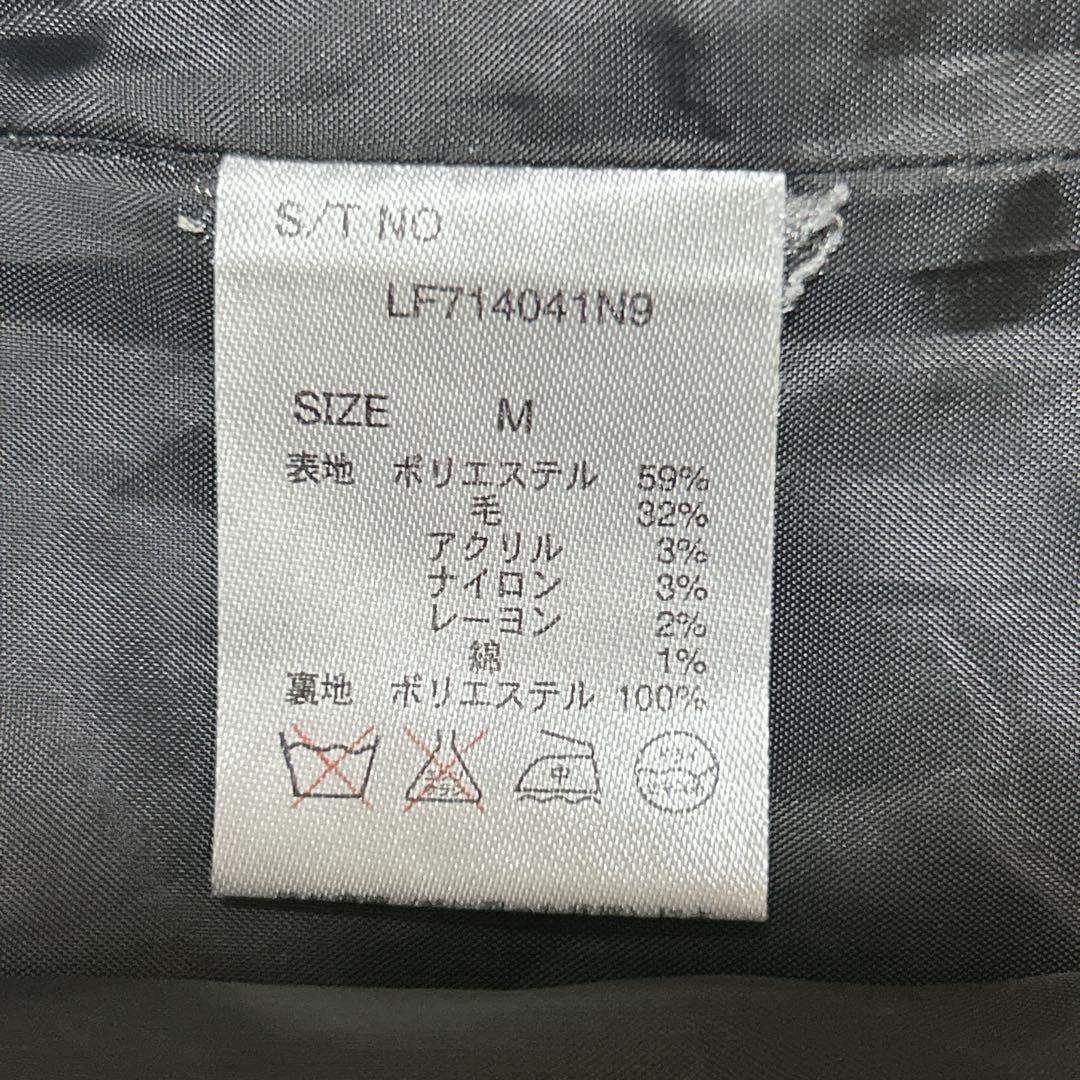 S/T NO
LF714041N9
SIZE M
表地 ポリエステル 59%
毛 32%
アクリル 3%
ナイロン 3%
レーヨン 2%
綿 1%
裏地 ポリエステル 100%
中